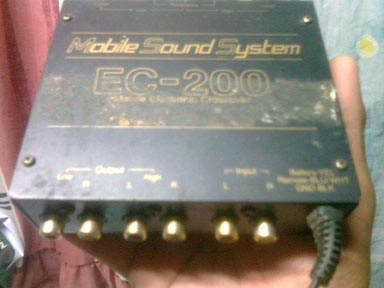 Mobile Sound System
EC-200
Mobile Electronic Crossover
Output Input
Low High
R L R L R
Battery-YEL
Remote-BLU/WHT
GND-BLK